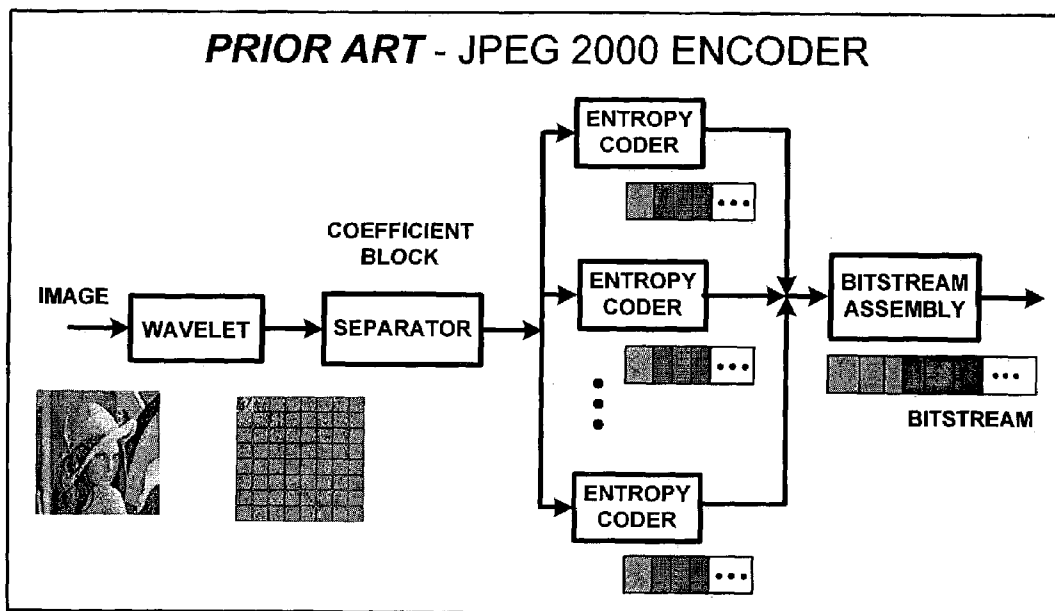 PRIOR ART - JPEG 2000 ENCODER
ENTROPY
CODER
COEFFICIENT
BLOCK
IMAGE
WAVELET
SEPARATOR
ENTROPY
CODER
BITSTREAM
ASSEMBLY
BITSTREAM
ENTROPY
CODER